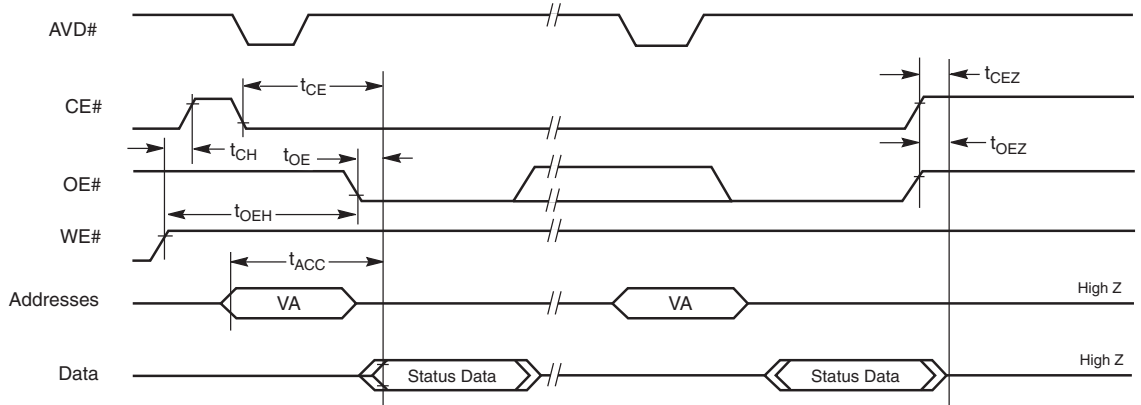 AVD#
tCEZ
tCE
CE#
tCH
tOE
tOEZ
OE#
tOEH
WE#
tACC
Addresses VA VA High Z
Data Status Data Status Data High Z